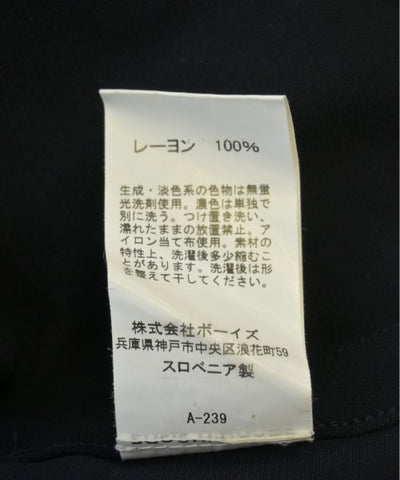 レーヨン 100%
生成・淡色系の色物は無蛍
光洗剤使用。濃色は単独で
別に洗う。つけ置き洗い、
濡れたままの放置禁止。ア
イロン当て布使用。素材の
特性上、洗濯後多少縮むこ
とがあります。洗濯後は形
を整えて干してください。
株式会社ボーイズ
兵庫県神戸市中央区浪花町59
スロベニア製
A-239